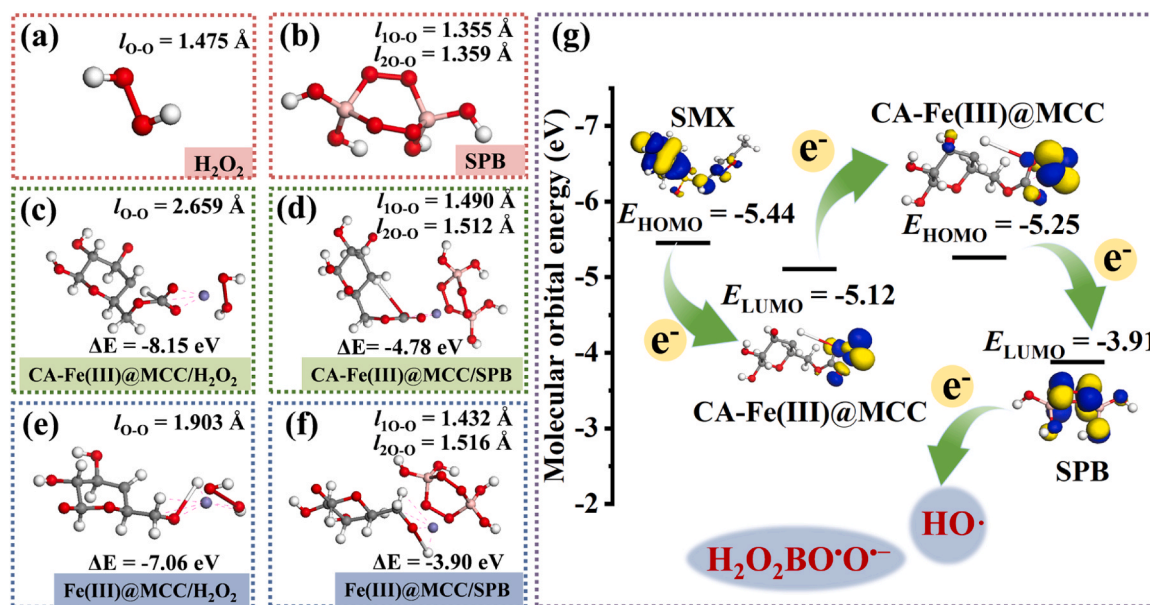 (a)
l_O-O = 1.475 Å
H₂O₂
(b)
l_1O-O = 1.355 Å
l_2O-O = 1.359 Å
SPB
(c)
l_O-O = 2.659 Å
ΔE = -8.15 eV
CA-Fe(III)@MCC/H₂O₂
(d)
l_1O-O = 1.490 Å
l_2O-O = 1.512 Å
ΔE= -4.78 eV
CA-Fe(III)@MCC/SPB
(e)
l_O-O = 1.903 Å
ΔE = -7.06 eV
Fe(III)@MCC/H₂O₂
(f)
l_1O-O = 1.432 Å
l_2O-O = 1.516 Å
ΔE = -3.90 eV
Fe(III)@MCC/SPB
(g)
Molecular orbital energy (eV)
-7
-6
-5
-4
-3
-2
SMX
E_HOMO = -5.44
e⁻
E_LUMO = -5.12
CA-Fe(III)@MCC
e⁻
CA-Fe(III)@MCC
E_HOMO = -5.25
e⁻
E_LUMO = -3.91
SPB
e⁻
HO·
H₂O₂BO•O•−